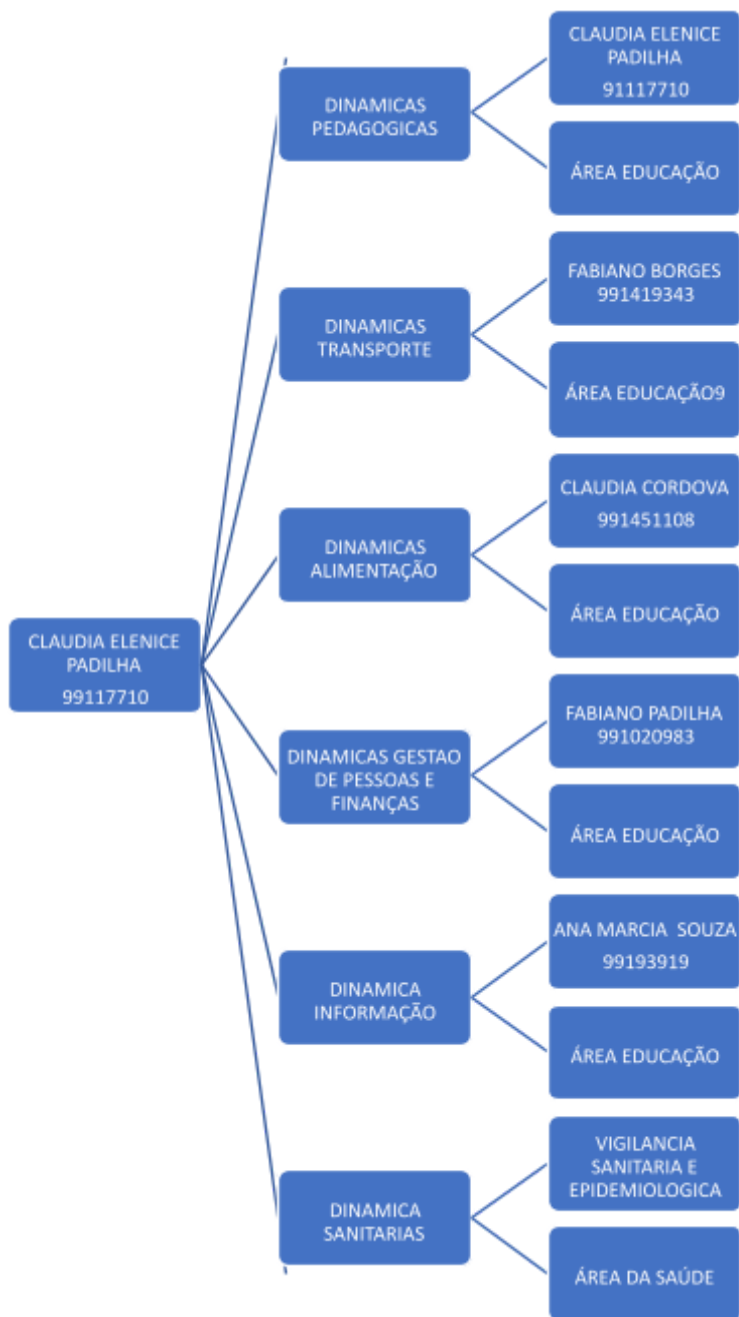 CLAUDIA ELENICE
PADILHA
99117710
DINAMICAS
PEDAGOGICAS
CLAUDIA ELENICE
PADILHA
91117710
ÁREA EDUCAÇÃO
DINAMICAS
TRANSPORTE
FABIANO BORGES
991419343
ÁREA EDUCAÇÃO9
DINAMICAS
ALIMENTAÇÃO
CLAUDIA CORDOVA
991451108
ÁREA EDUCAÇÃO
DINAMICAS GESTAO
DE PESSOAS E
FINANÇAS
FABIANO PADILHA
991020983
ÁREA EDUCAÇÃO
DINAMICA
INFORMAÇÃO
ANA MARCIA  SOUZA
99193919
ÁREA EDUCAÇÃO
DINAMICA
SANITARIAS
VIGILANCIA
SANITARIA E
EPIDEMIOLOGICA
ÁREA DA SAÚDE